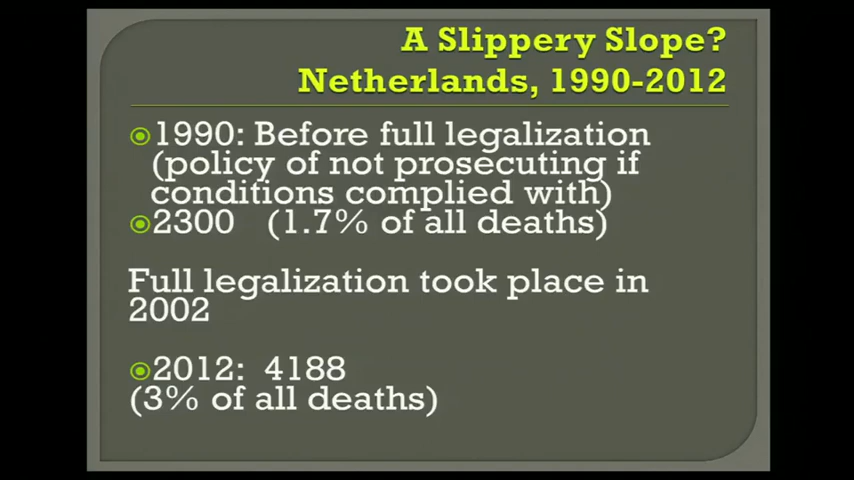 A Slippery Slope?
Netherlands, 1990-2012
1990: Before full legalization
(policy of not prosecuting if
conditions complied with)
2300 (1.7% of all deaths)
Full legalization took place in
2002
2012: 4188
(3% of all deaths)